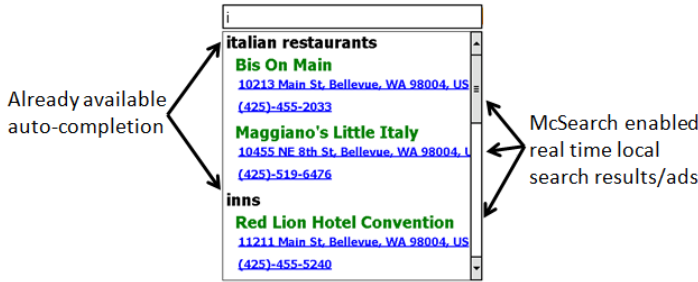 i
italian restaurants
Bis On Main
10213 Main St, Bellevue, WA 98004, US
(425)-455-2033
Maggiano's Little Italy
10455 NE 8th St, Bellevue, WA 98004, U
(425)-519-6476
inns
Red Lion Hotel Convention
11211 Main St, Bellevue, WA 98004, US
(425)-455-5240
Already available
auto-completion
McSearch enabled
real time local
search results/ads